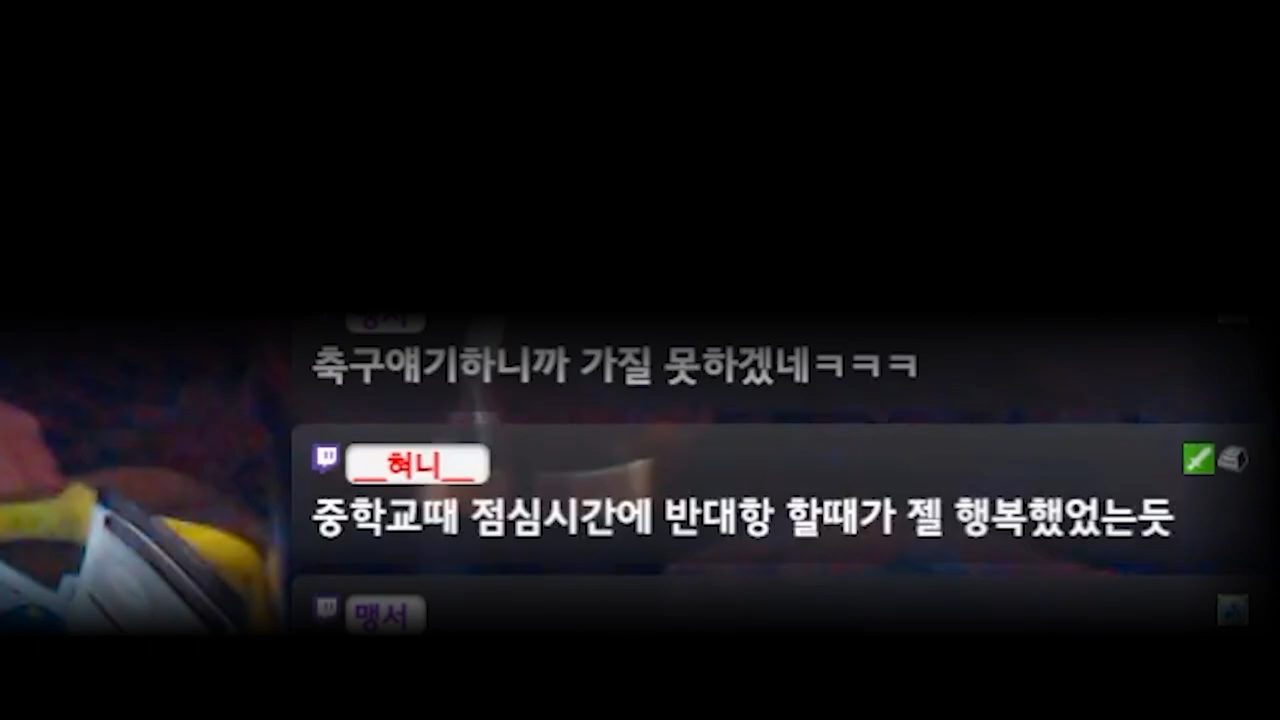 축구얘기하니까 가질 못하겠네ㅋㅋㅋ
__혀니__
중학교때 점심시간에 반대항 할때가 젤 행복했었는듯
맹서